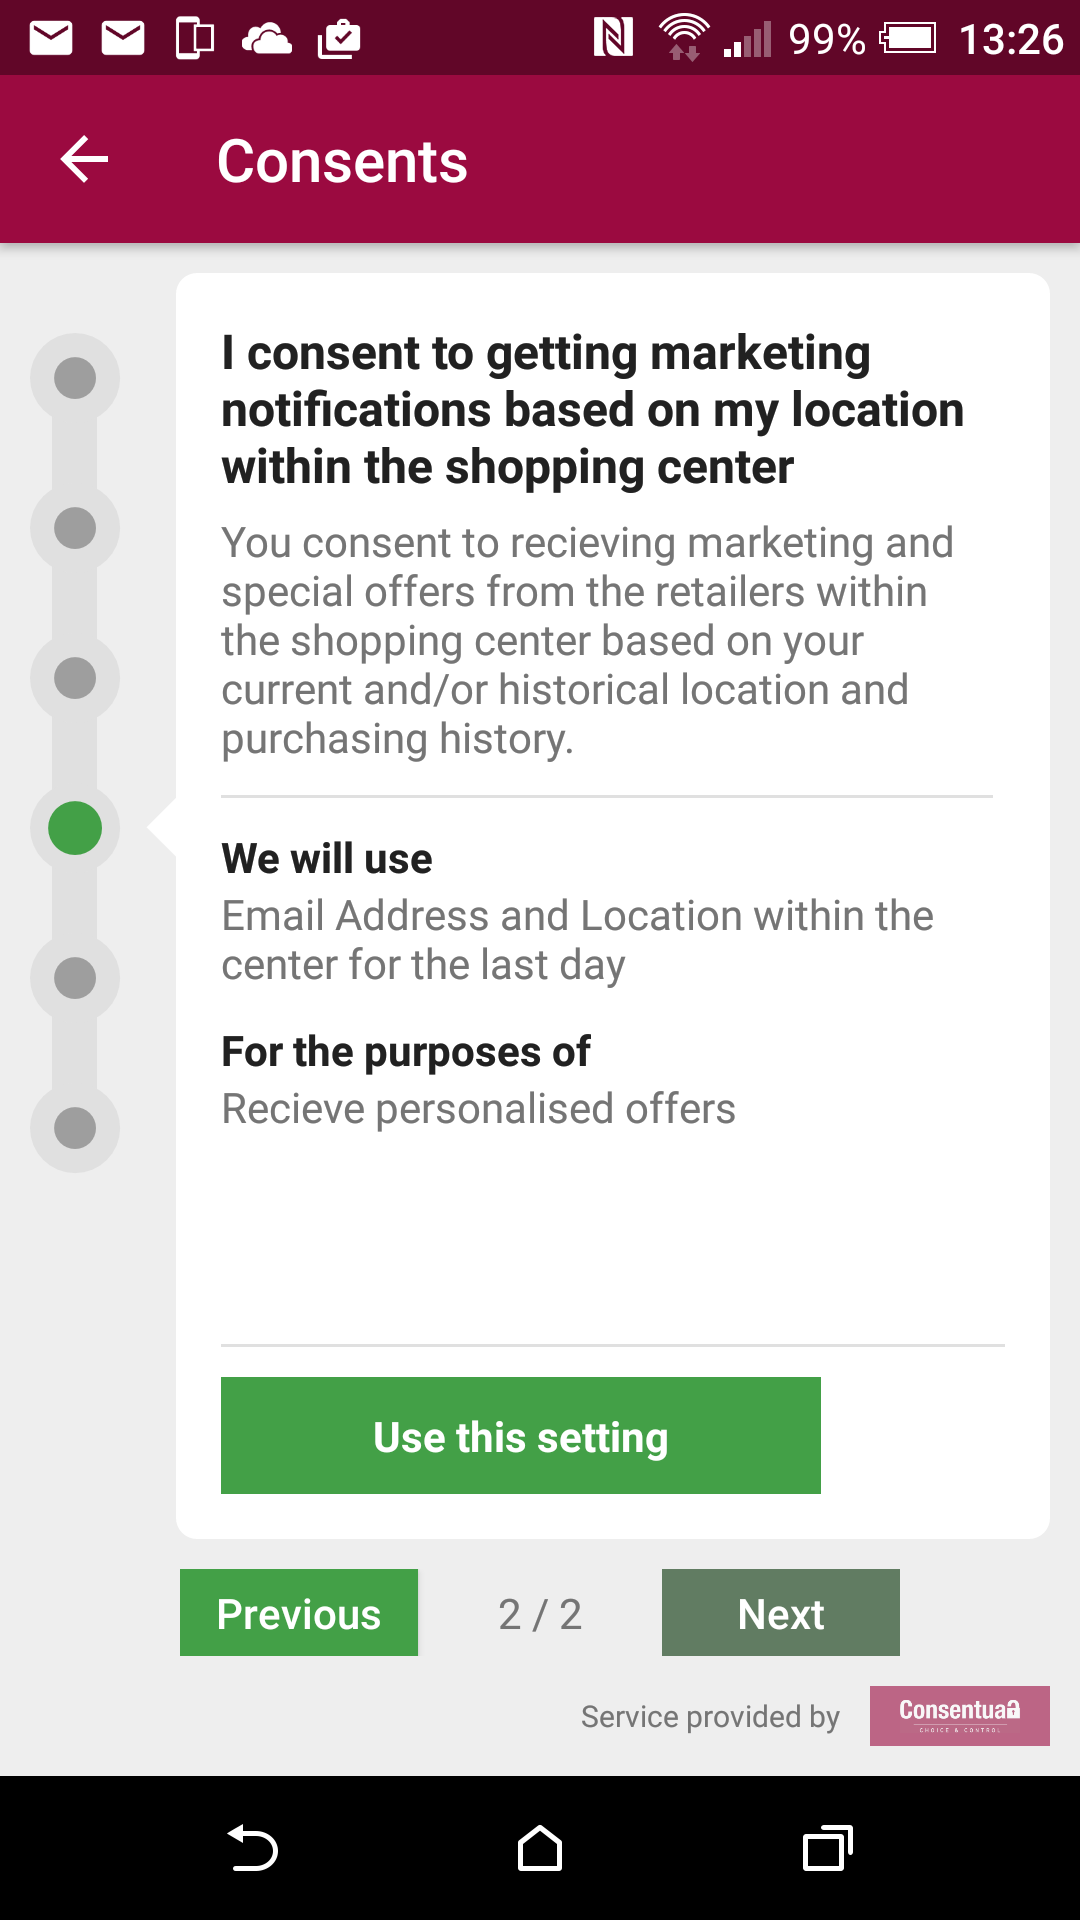 99% 13:26
Consents
I consent to getting marketing
notifications based on my location
within the shopping center
You consent to recieving marketing and
special offers from the retailers within
the shopping center based on your
current and/or historical location and
purchasing history.
We will use
Email Address and Location within the
center for the last day
For the purposes of
Recieve personalised offers
Use this setting
Previous 2 / 2 Next
Service provided by Consentua
CHOICE & CONTROL